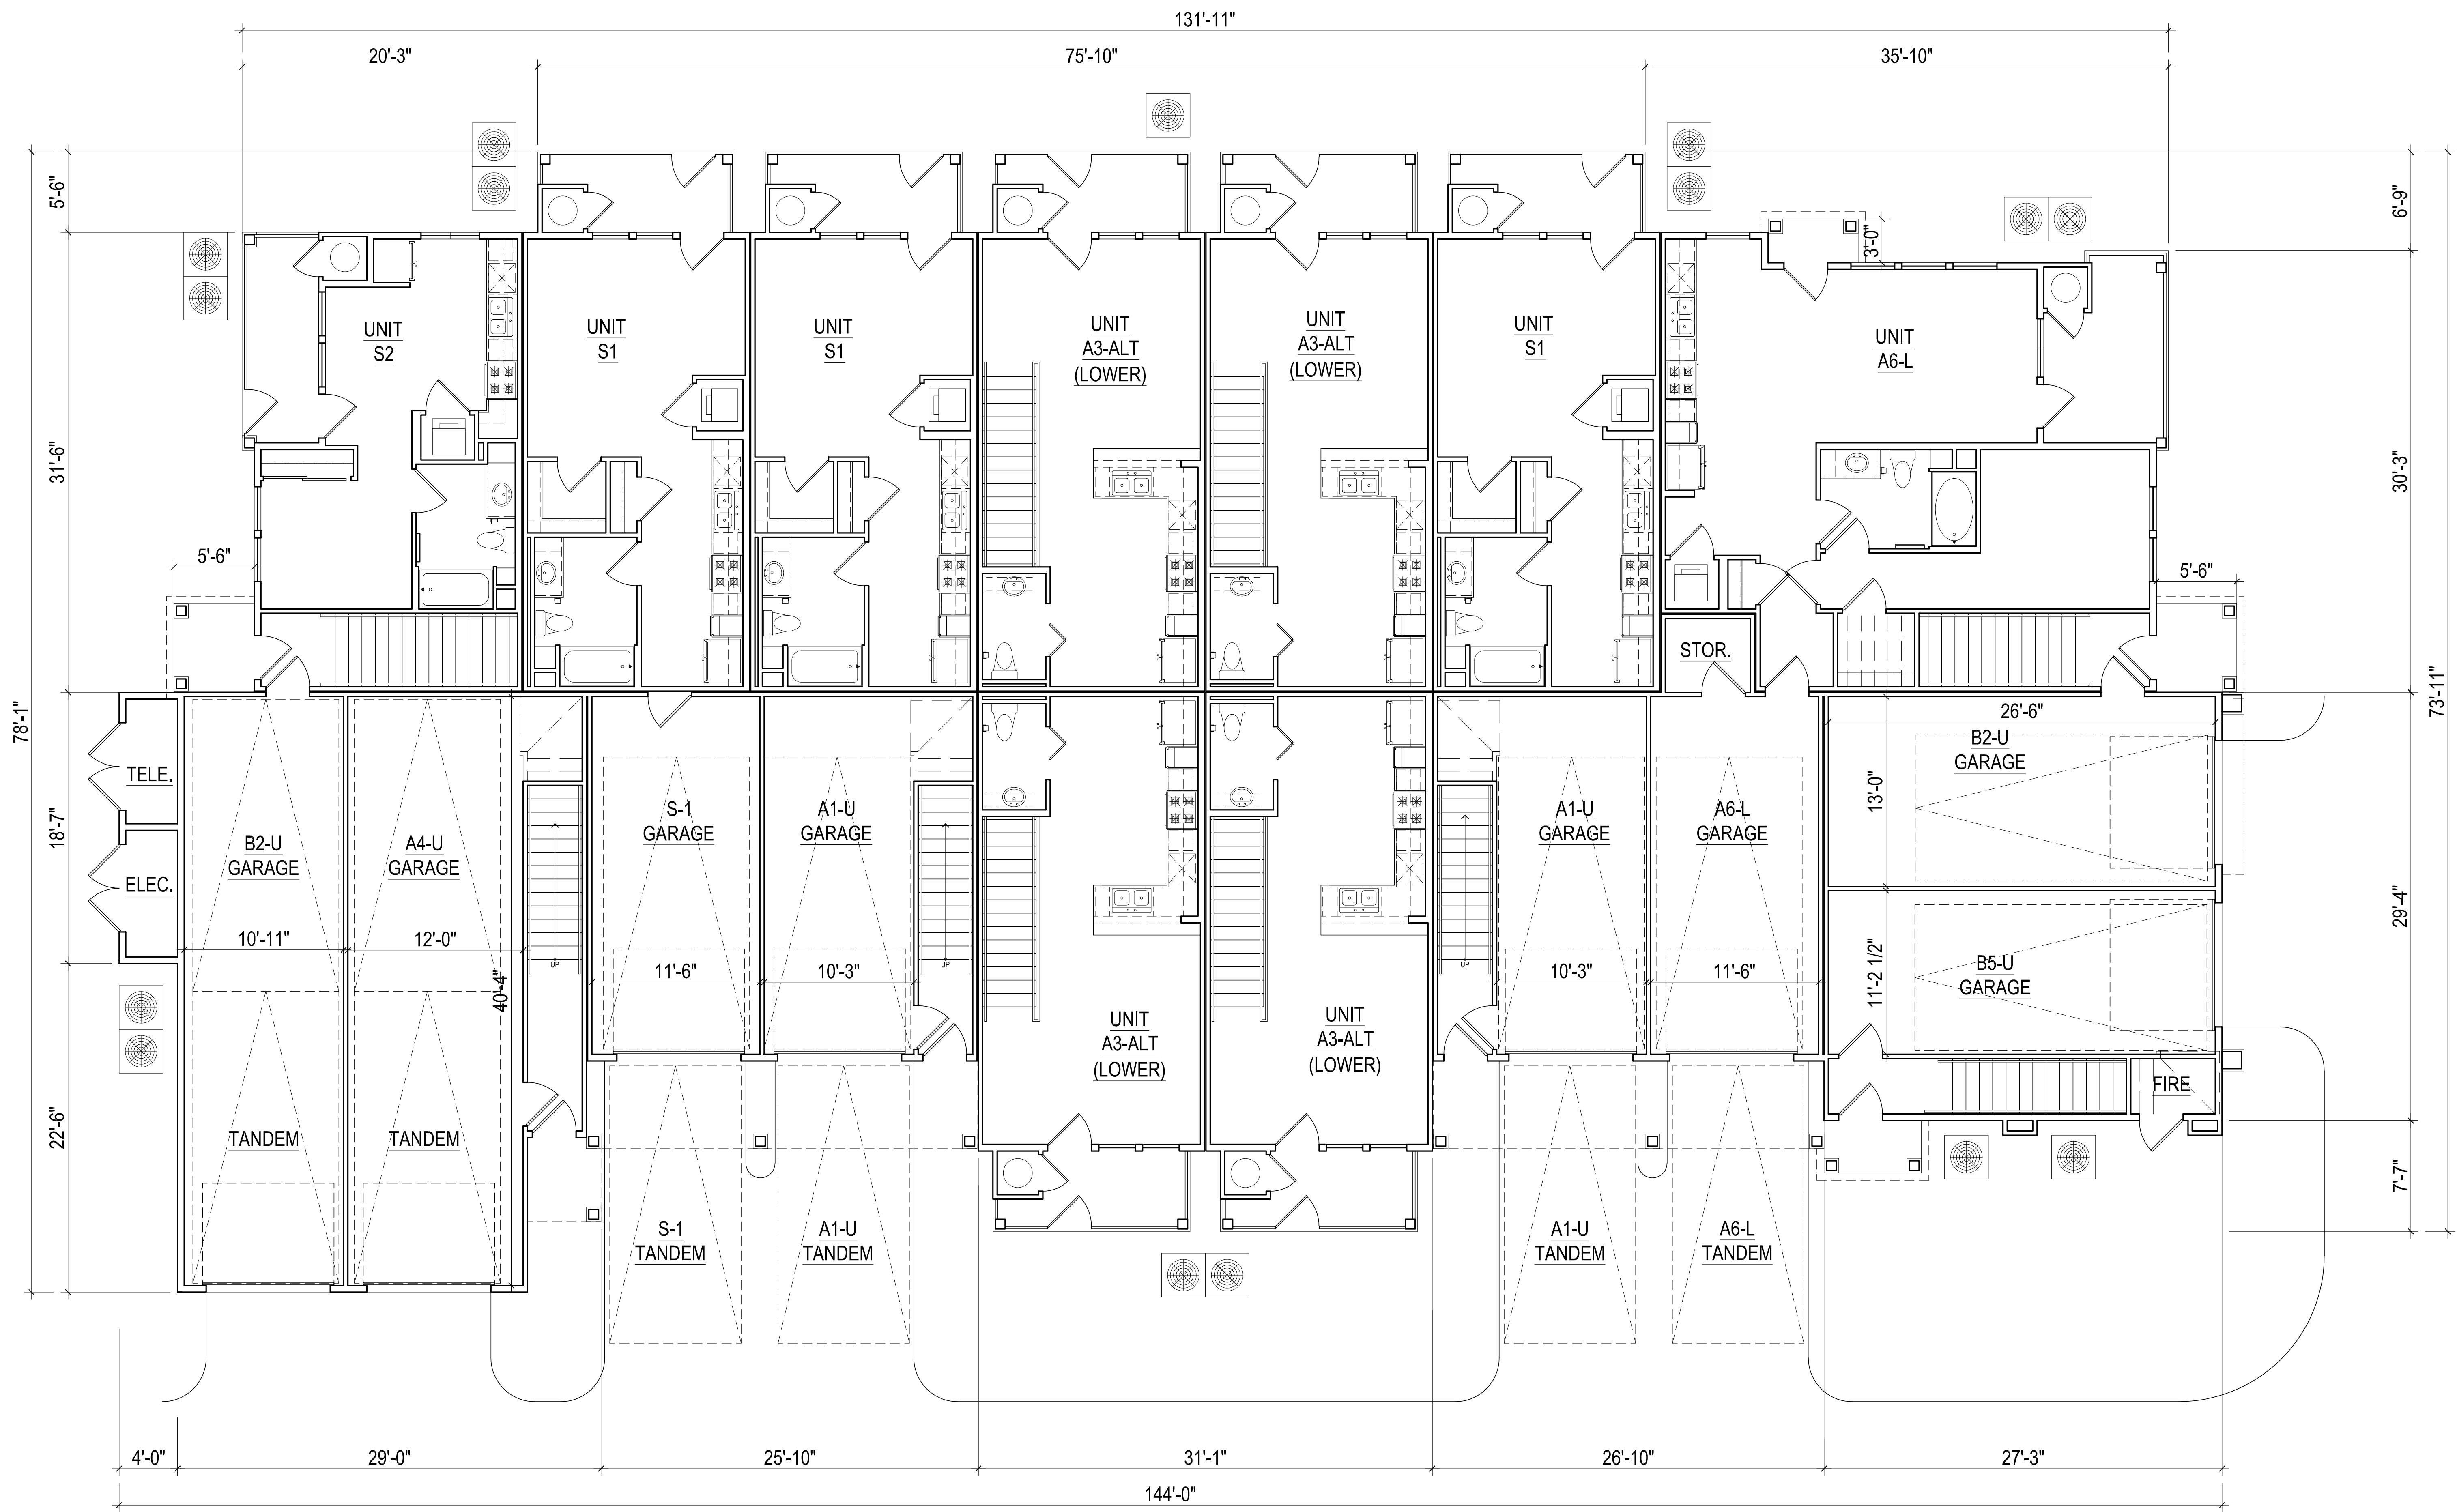 131'-11"
20'-3"
75'-10"
35'-10"
5'-6"
6'-9"
3'-0"
31'-6"
30'-3"
UNIT
S2
UNIT
S1
UNIT
S1
UNIT
A3-ALT
(LOWER)
UNIT
A3-ALT
(LOWER)
UNIT
S1
UNIT
A6-L
5'-6"
5'-6"
STOR.
78'-1"
73'-11"
18'-7"
29'-4"
22'-6"
7'-7"
TELE.
ELEC.
B2-U
GARAGE
A4-U
GARAGE
S-1
GARAGE
A1-U
GARAGE
A1-U
GARAGE
A6-L
GARAGE
26'-6"
B2-U
GARAGE
13'-0"
10'-11"
12'-0"
40'-4"
UP
11'-6"
10'-3"
UP
10'-3"
UP
11'-6"
11'-2 1/2"
B5-U
GARAGE
UNIT
A3-ALT
(LOWER)
UNIT
A3-ALT
(LOWER)
FIRE
TANDEM
TANDEM
S-1
TANDEM
A1-U
TANDEM
A1-U
TANDEM
A6-L
TANDEM
4'-0"
29'-0"
25'-10"
31'-1"
26'-10"
27'-3"
144'-0"